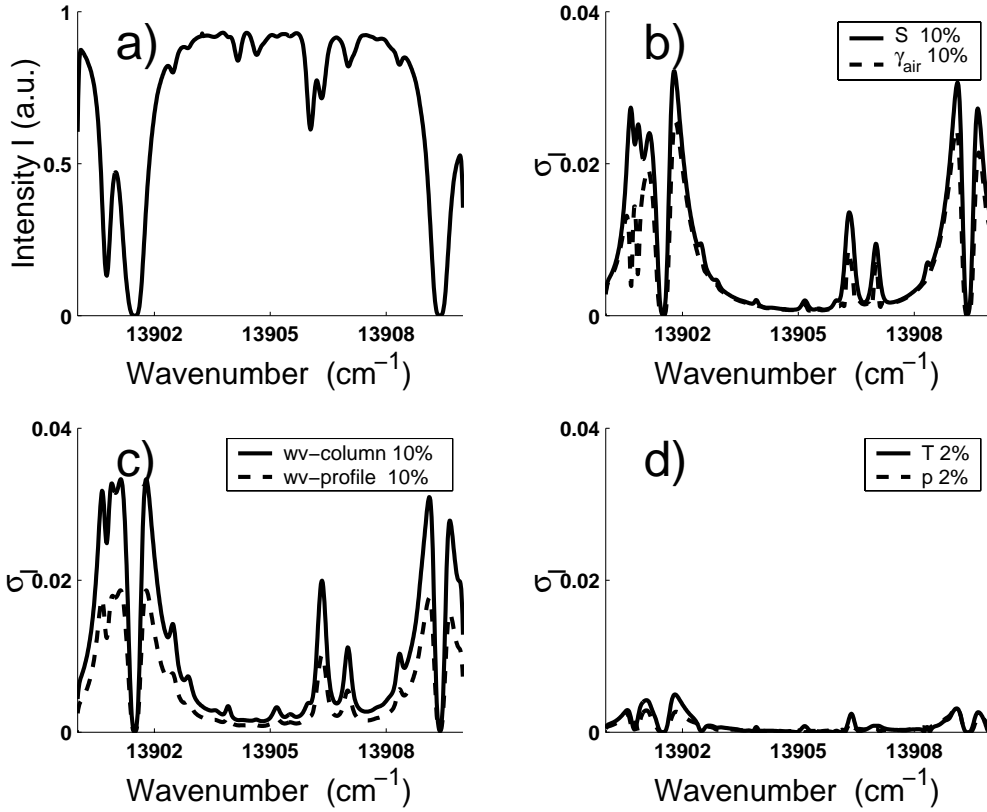 a)
1
0.5
0
Intensity I (a.u.)
13902 13905 13908
Wavenumber (cm⁻¹)
b)
S 10%
γair 10%
0.04
0.02
0
σI
13902 13905 13908
Wavenumber (cm⁻¹)
c)
wv−column 10%
wv−profile 10%
0.04
0.02
0
σI
13902 13905 13908
Wavenumber (cm⁻¹)
d)
T 2%
p 2%
0.04
0.02
0
σI
13902 13905 13908
Wavenumber (cm⁻¹)